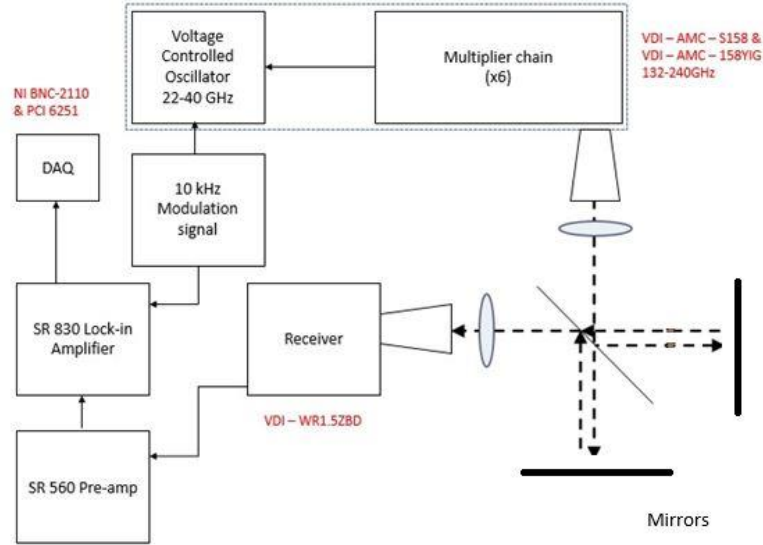 Voltage
Controlled
Oscillator
22-40 GHz
Multiplier chain
(x6)
VDI – AMC – S158 &
VDI – AMC – 158YIG
132-240GHz
NI BNC-2110
& PCI 6251
DAQ
10 kHz
Modulation
signal
SR 830 Lock-in
Amplifier
Receiver
VDI – WR1.5ZBD
SR 560 Pre-amp
Mirrors